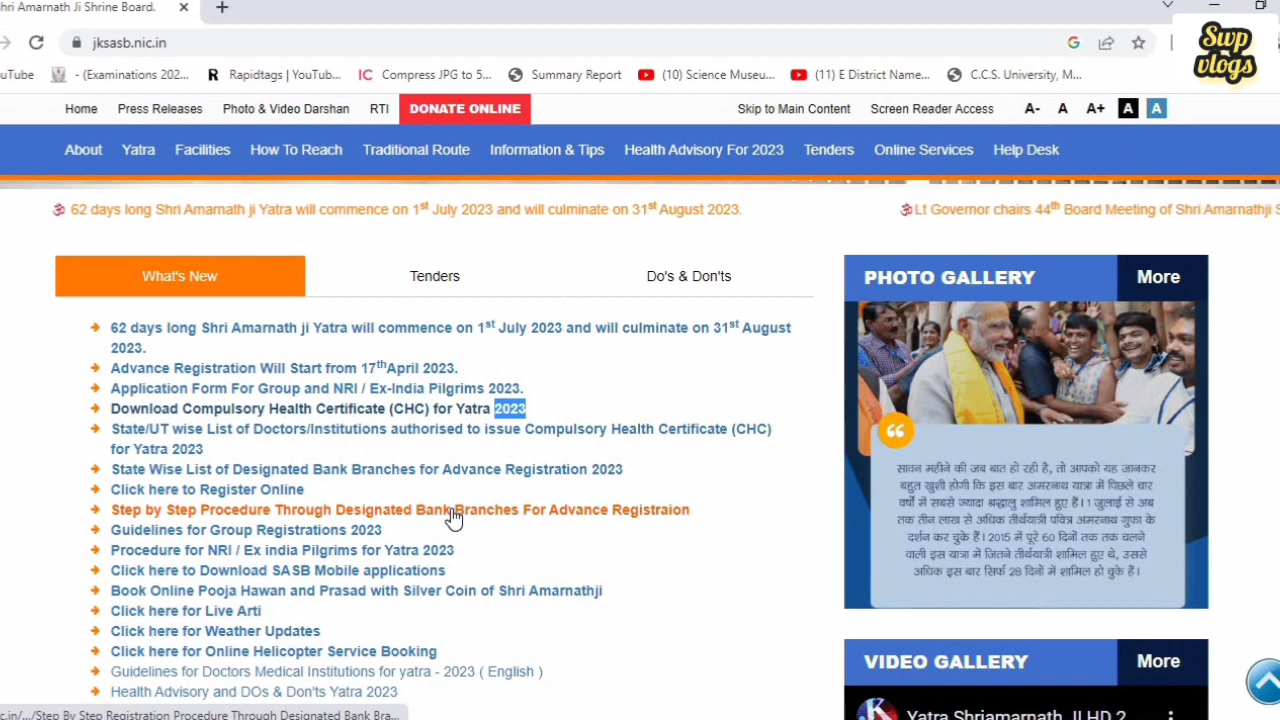 hri Amarnath Ji Shrine Board.
jksasb.nic.in
Swp vlogs
uTube
- (Examinations 202...
Rapidtags | YouTub...
Compress JPG to 5...
Summary Report
(10) Science Museu...
(11) E District Name...
C.C.S. University, M...
Home Press Releases Photo & Video Darshan RTI DONATE ONLINE Skip to Main Content Screen Reader Access A- A A+ A A
About Yatra Facilities How To Reach Traditional Route Information & Tips Health Advisory For 2023 Tenders Online Services Help Desk
ॐ 62 days long Shri Amarnath ji Yatra will commence on 1st July 2023 and will culminate on 31st August 2023. ॐ Lt Governor chairs 44th Board Meeting of Shri Amarnathji S
What's New Tenders Do's & Don'ts
62 days long Shri Amarnath ji Yatra will commence on 1st July 2023 and will culminate on 31st August
2023.
Advance Registration Will Start from 17thApril 2023.
Application Form For Group and NRI / Ex-India Pilgrims 2023.
Download Compulsory Health Certificate (CHC) for Yatra 2023
State/UT wise List of Doctors/Institutions authorised to issue Compulsory Health Certificate (CHC)
for Yatra 2023
State Wise List of Designated Bank Branches for Advance Registration 2023
Click here to Register Online
Step by Step Procedure Through Designated Bank Branches For Advance Registraion
Guidelines for Group Registrations 2023
Procedure for NRI / Ex india Pilgrims for Yatra 2023
Click here to Download SASB Mobile applications
Book Online Pooja Hawan and Prasad with Silver Coin of Shri Amarnathji
Click here for Live Arti
Click here for Weather Updates
Click here for Online Helicopter Service Booking
Guidelines for Doctors Medical Institutions for yatra - 2023 ( English )
Health Advisory and DOs & Don'ts Yatra 2023
PHOTO GALLERY More
सावन महीने की जब बात हो रही है, तो आपको यह जानकर
बहुत खुशी होगी कि इस बार अमरनाथ यात्रा में पिछले चार
वर्षों में सबसे ज्यादा श्रद्धालु शामिल हुए हैं। 1 जुलाई से अब
तक तीन लाख से अधिक तीर्थयात्री पवित्र अमरनाथ गुफा के
दर्शन कर चुके हैं। 2015 में पूरे 60 दिनों तक तक चलने
वाली इस यात्रा में जितने तीर्थयात्री शामिल हुए थे, उससे
अधिक इस बार सिर्फ 28 दिनों में शामिल हो चुके हैं।
VIDEO GALLERY More
Yatra Shriamarnath JI HD 2
c.in/.../Step By Step Registration Procedure Through Designated Bank Bra...